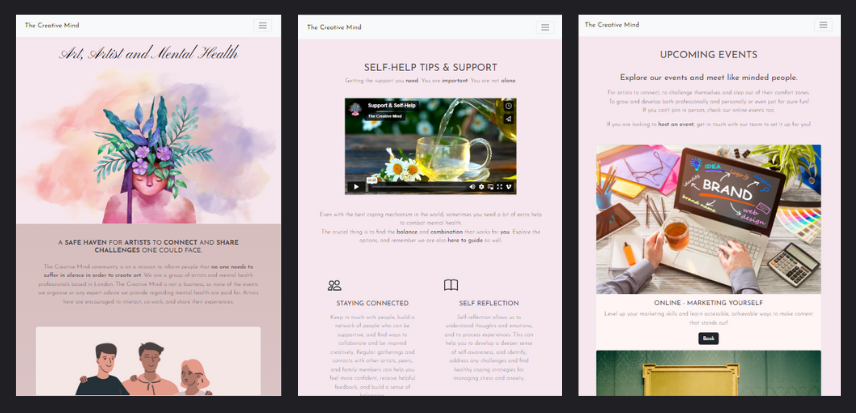 The Creative Mind
Art, Artist and Mental Health
A SAFE HAVEN FOR ARTISTS TO CONNECT AND SHARE
CHALLENGES ONE COULD FACE.
The Creative Mind community is on a mission to inform people that no one needs to
suffer in silence in order to create art. We are a group of artists and mental health
professionals based in London. The Creative Mind is not a business, so none of the events
we organise or any advice we provide regarding mental health are paid for. Artists
here are encouraged to interact, co-work, and share their experiences.
The Creative Mind
SELF-HELP TIPS & SUPPORT
Getting the support you need. You are important. You are not alone.
Support & Self-Help
The Creative Mind
Even with the best coping mechanism in the world, sometimes you need a bit of extra help
to combat mental health.
The crucial thing is to find the balance and combination that works for you. Explore the
options, and remember we are also here to guide as well.
STAYING CONNECTED
Keep in touch with people, build a
network of people who can be
supportive, and find ways to
collaborate and be inspired
creatively. Regular gatherings and
contacts with other artists, peers,
and family members can help you
feel more confident, receive helpful
feedback, and build a sense of
SELF REFLECTION
Self-reflection allows us to
understand thoughts and emotions,
and to process experiences. This can
help you to develop a deeper sense
of self-awareness, and identify,
address any challenges and find
healthy coping strategies for
managing stress and anxiety.
The Creative Mind
UPCOMING EVENTS
Explore our events and meet like minded people.
For artists to connect, to challenge themselves and step out of their comfort zones.
To grow and develop both professionally and personally or even just for pure fun!
If you can't join in person, check our online events too.
If you are looking to host an event, get in touch with our team to set it up for you!
IDEA
BRAND
brand name
web
design
ONLINE - MARKETING YOURSELF
Level up your marketing skills and learn accessible, achievable ways to make content
that stands out!
Book